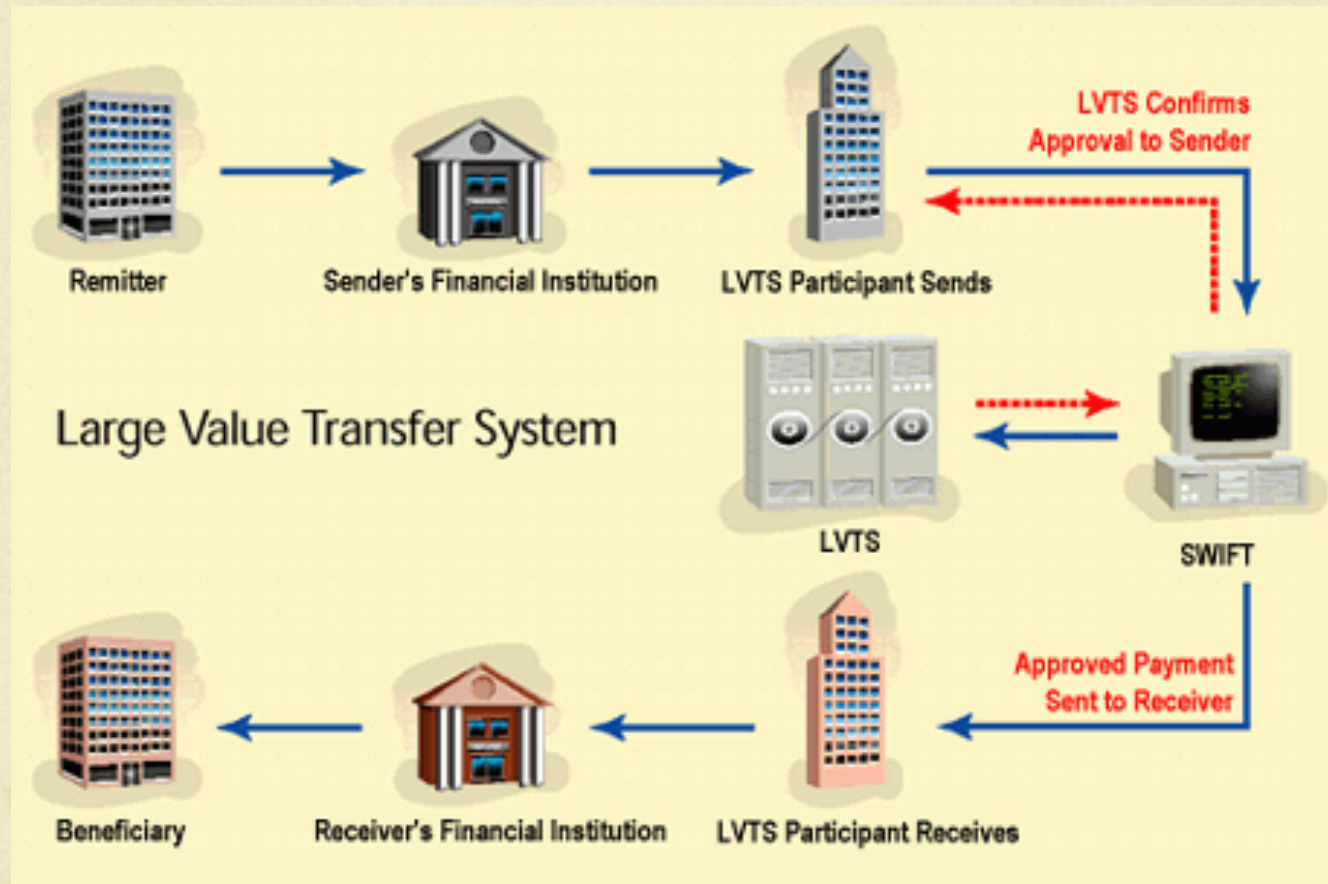 LVTS Confirms
Approval to Sender
Remitter
Sender's Financial Institution
LVTS Participant Sends
Large Value Transfer System
LVTS
SWIFT
Approved Payment
Sent to Receiver
Beneficiary
Receiver's Financial Institution
LVTS Participant Receives